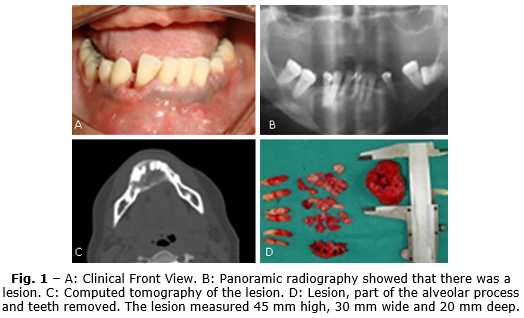 A
B
C
D
Fig. 1 – A: Clinical Front View. B: Panoramic radiography showed that there was a
lesion. C: Computed tomography of the lesion. D: Lesion, part of the alveolar process
and teeth removed. The lesion measured 45 mm high, 30 mm wide and 20 mm deep.